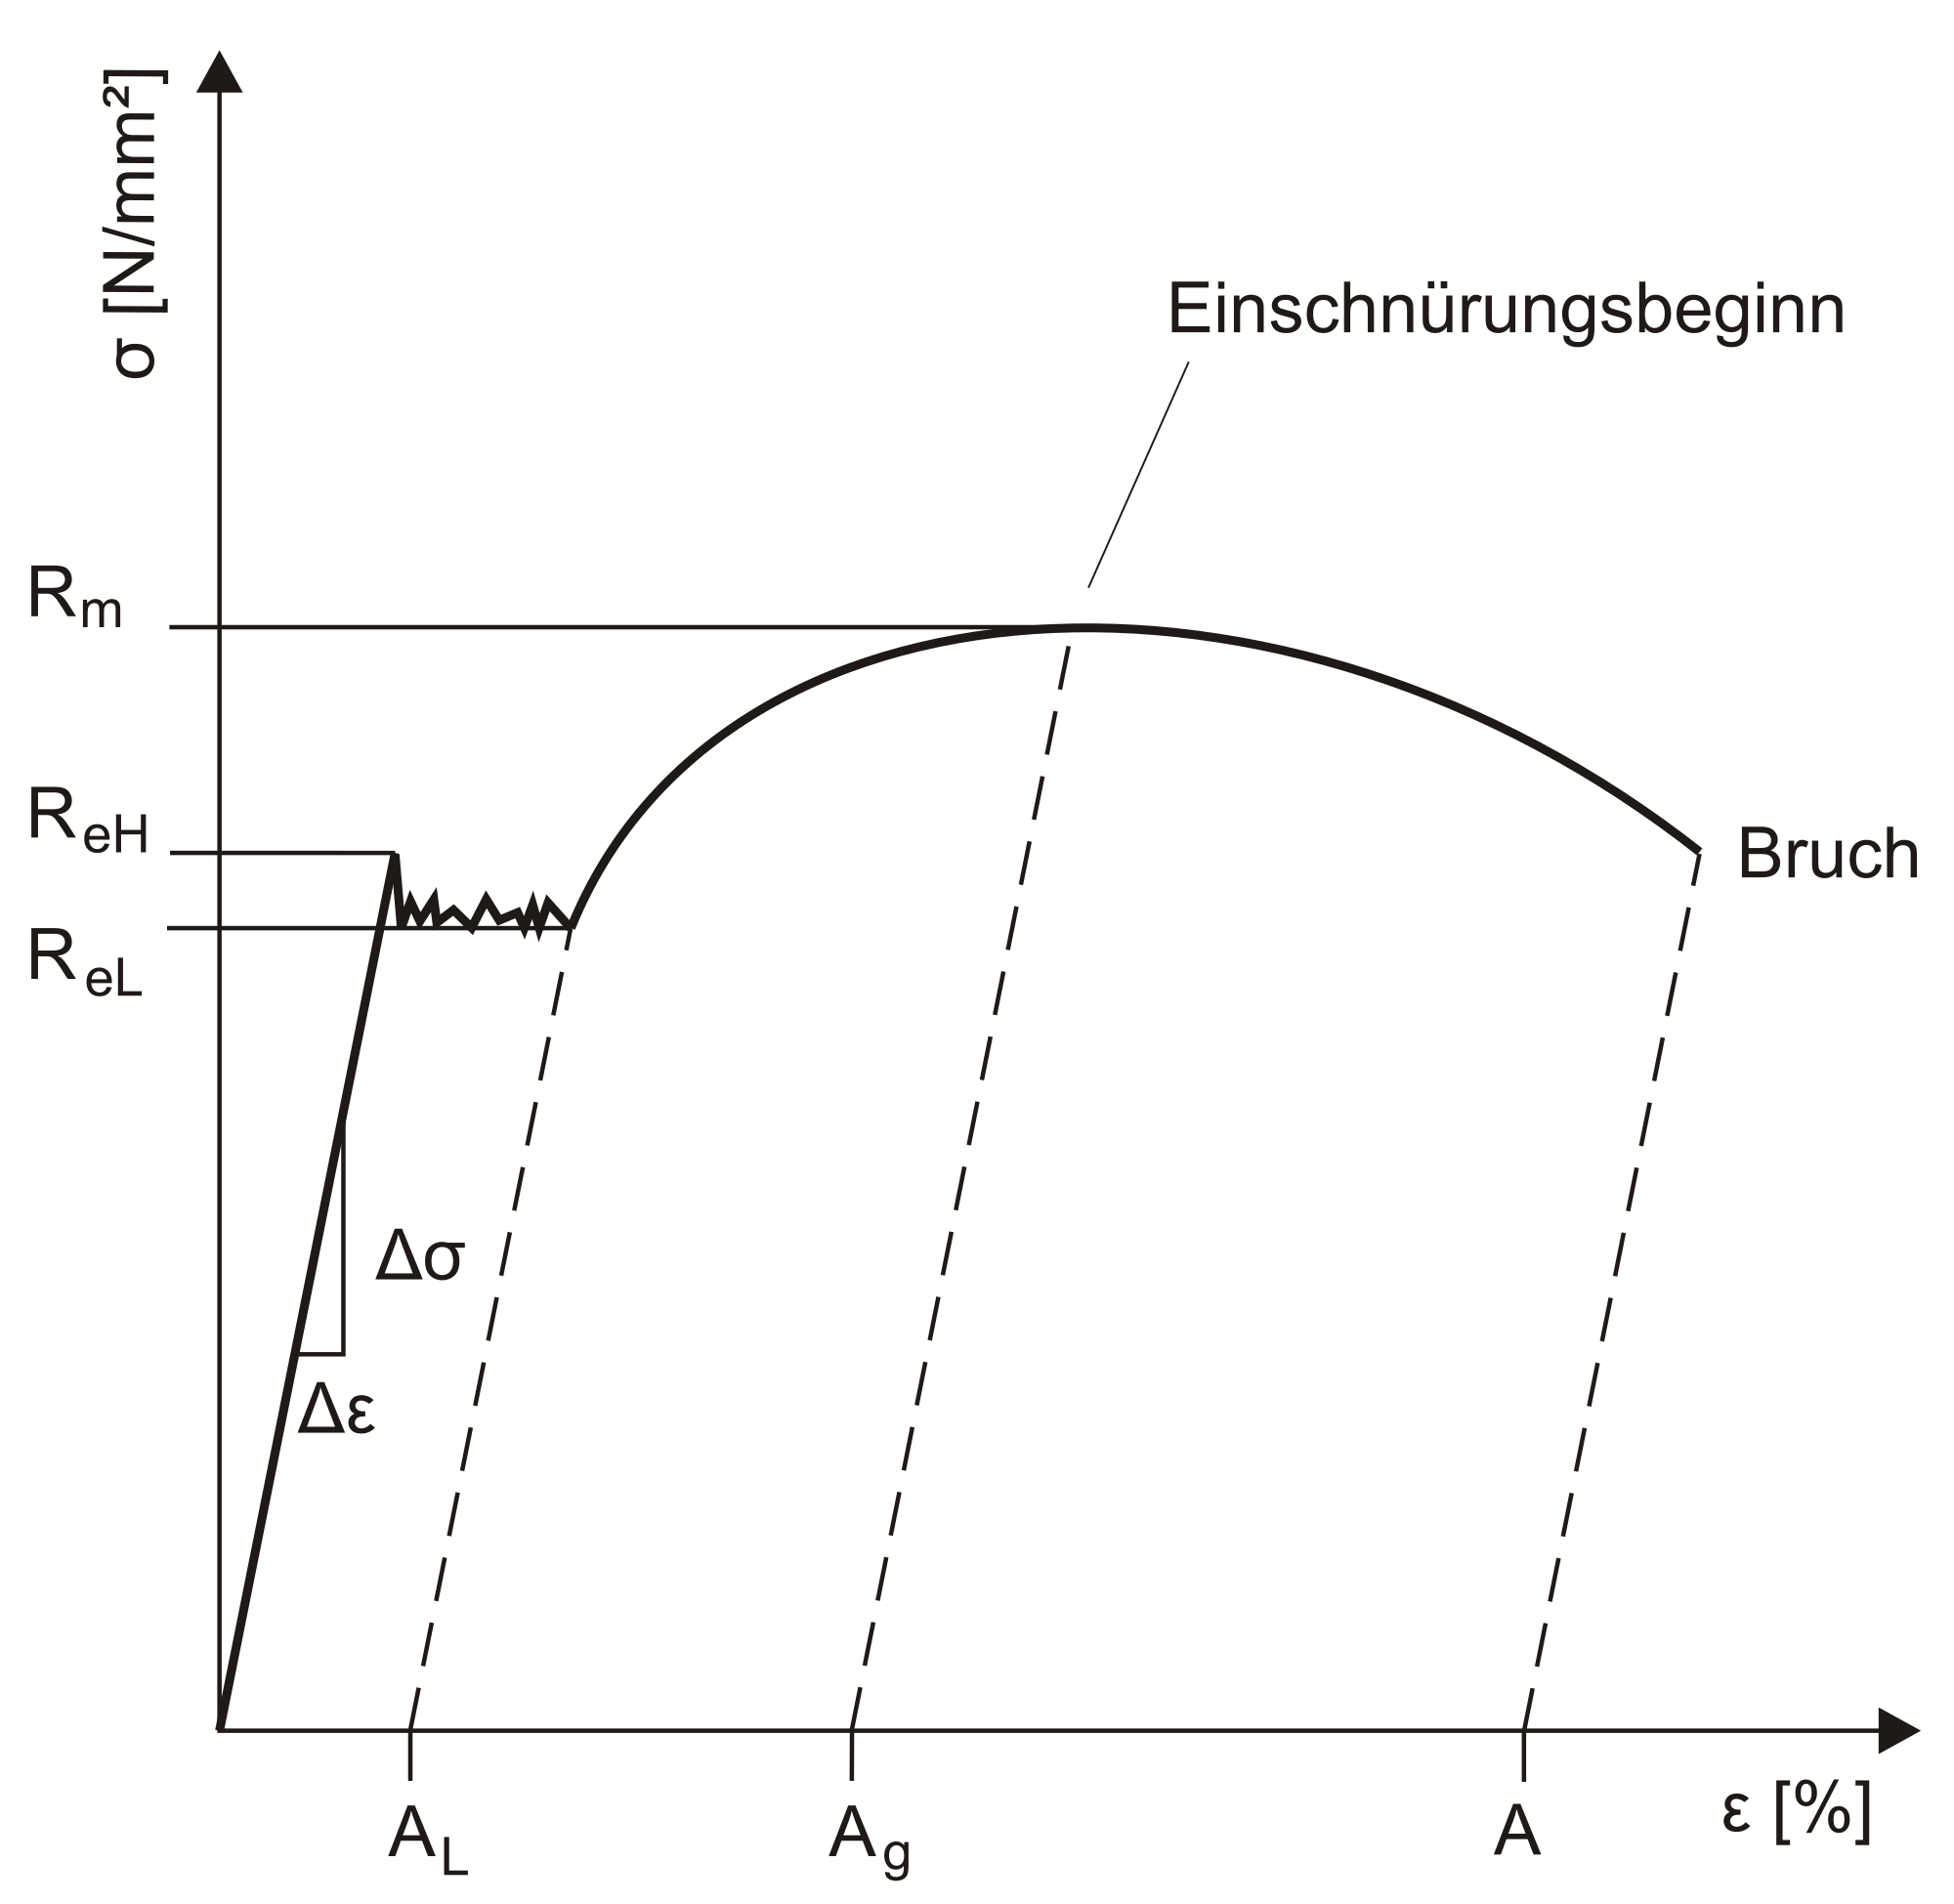 σ [N/mm²]
Einschnürungsbeginn
Rm
ReH
Bruch
ReL
Δσ
Δε
AL
Ag
A
ε [%]